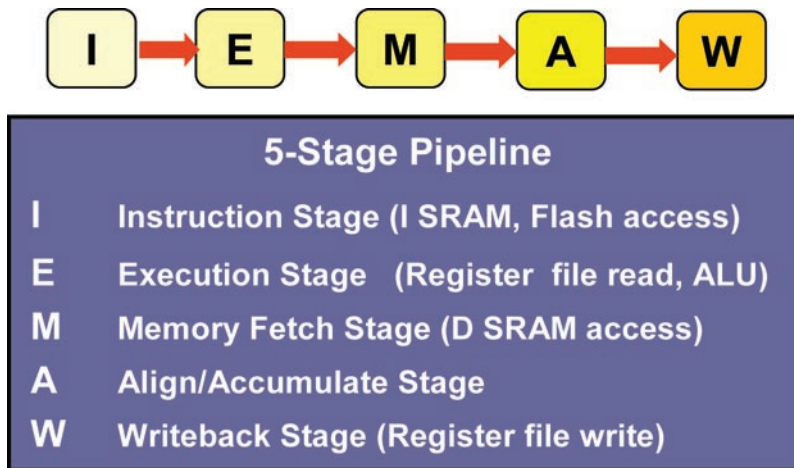 I E M A W
5-Stage Pipeline
I Instruction Stage (I SRAM, Flash access)
E Execution Stage (Register file read, ALU)
M Memory Fetch Stage (D SRAM access)
A Align/Accumulate Stage
W Writeback Stage (Register file write)